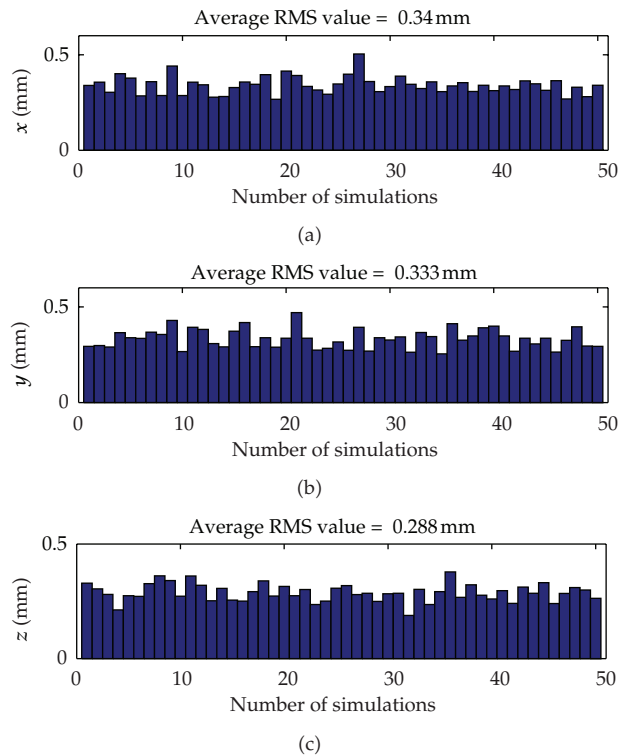 Average RMS value = 0.34 mm
0.5
x (mm)
0
10
20
30
40
50
Number of simulations
(a)
Average RMS value = 0.333 mm
0.5
y (mm)
0
0
10
20
30
40
50
Number of simulations
(b)
Average RMS value = 0.288 mm
0.5
z (mm)
0
0
10
20
30
40
50
Number of simulations
(c)